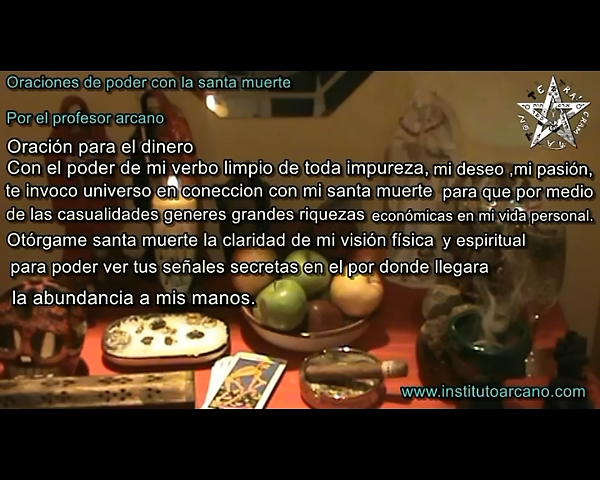 Oraciones de poder con la santa muerte
Por el profesor arcano
Oración para el dinero
Con el poder de mi verbo limpio de toda impureza, mi deseo ,mi pasión,
te invoco universo en coneccion con mi santa muerte para que por medio
de las casualidades generes grandes riquezas económicas en mi vida personal.
Otórgame santa muerte la claridad de mi visión física y espiritual
para poder ver tus señales secretas en el por donde llegara
la abundancia a mis manos.
www.institutoarcano.com